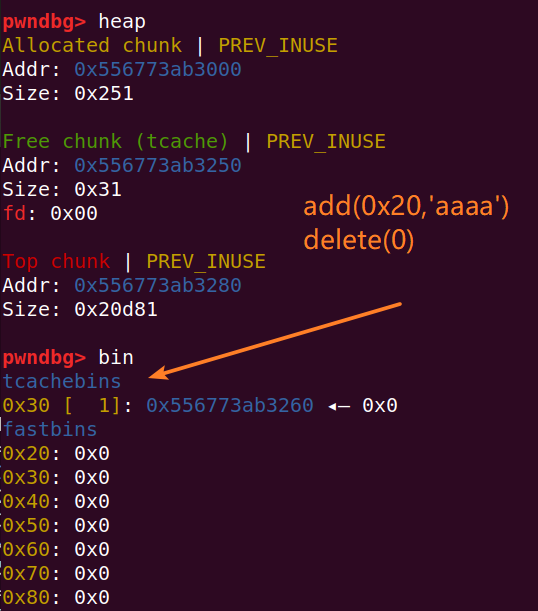 pwndbg> heap
Allocated chunk | PREV_INUSE
Addr: 0x556773ab3000
Size: 0x251
Free chunk (tcache) | PREV_INUSE
Addr: 0x556773ab3250
Size: 0x31
fd: 0x00
add(0x20,'aaaa')
delete(0)
Top chunk | PREV_INUSE
Addr: 0x556773ab3280
Size: 0x20d81
pwndbg> bin
tcachebins
0x30 [  1]: 0x556773ab3260 ◂— 0x0
fastbins
0x20: 0x0
0x30: 0x0
0x40: 0x0
0x50: 0x0
0x60: 0x0
0x70: 0x0
0x80: 0x0